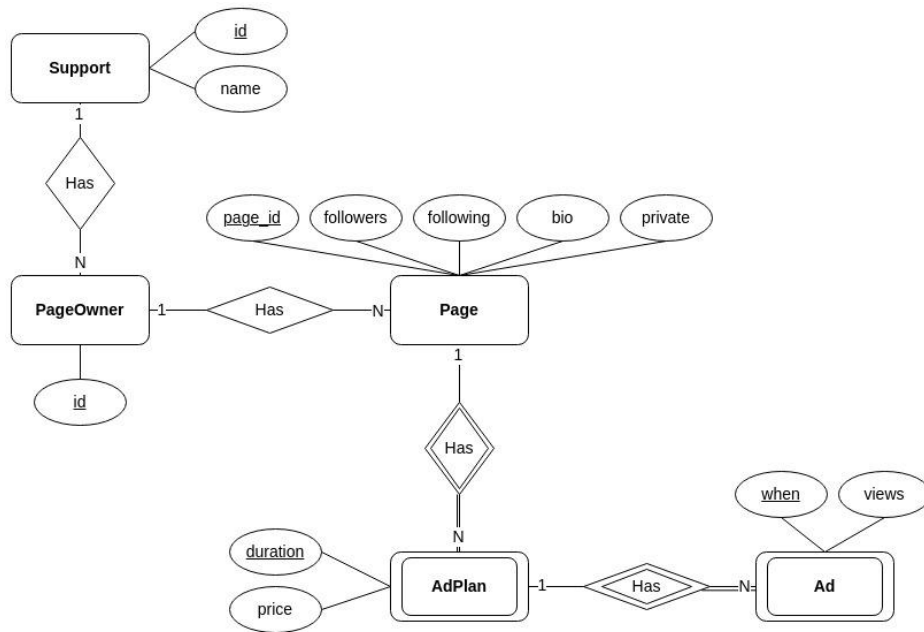 id
Support
name
1
Has
page_id
followers
following
bio
private
N
PageOwner
1
Has
N
Page
id
1
Has
when
views
N
duration
AdPlan
1
Has
N
Ad
price